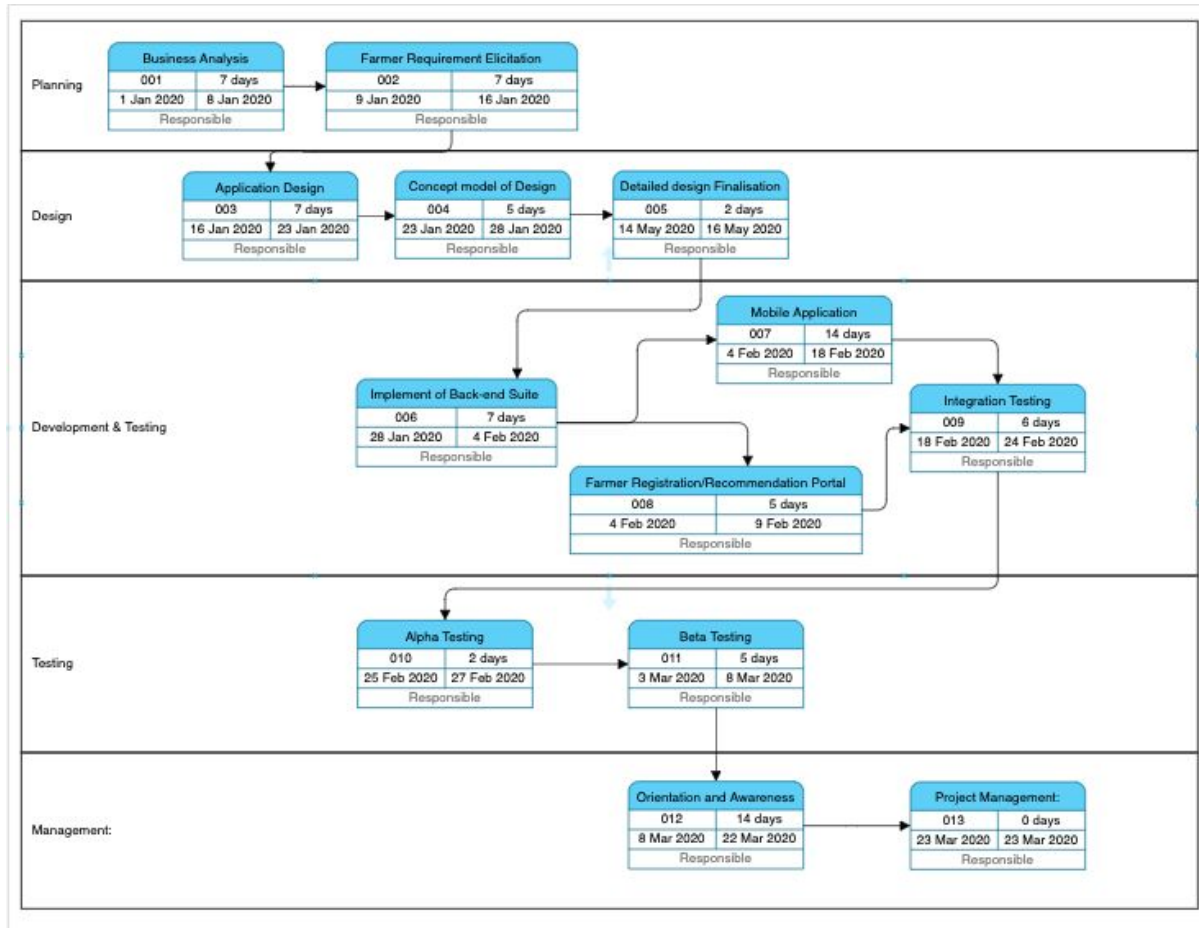 Planning
Business Analysis
001 7 days
1 Jan 2020 8 Jan 2020
Responsible
Farmer Requirement Elicitation
002 7 days
9 Jan 2020 16 Jan 2020
Responsible
Design
Application Design
003 7 days
16 Jan 2020 23 Jan 2020
Responsible
Concept model of Design
004 5 days
23 Jan 2020 28 Jan 2020
Responsible
Detailed design Finalisation
005 2 days
14 May 2020 16 May 2020
Responsible
Development & Testing
Implement of Back-end Suite
006 7 days
28 Jan 2020 4 Feb 2020
Responsible
Mobile Application
007 14 days
4 Feb 2020 18 Feb 2020
Responsible
Farmer Registration/Recommendation Portal
008 5 days
4 Feb 2020 9 Feb 2020
Responsible
Integration Testing
009 6 days
18 Feb 2020 24 Feb 2020
Responsible
Testing
Alpha Testing
010 2 days
25 Feb 2020 27 Feb 2020
Responsible
Beta Testing
011 5 days
3 Mar 2020 8 Mar 2020
Responsible
Management:
Orientation and Awareness
012 14 days
8 Mar 2020 22 Mar 2020
Responsible
Project Management:
013 0 days
23 Mar 2020 23 Mar 2020
Responsible